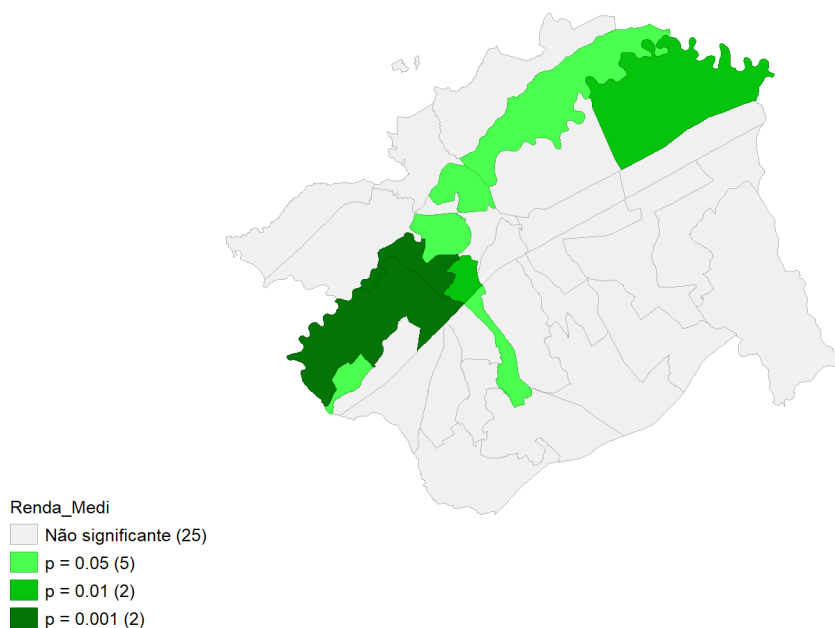 Renda_Medi
Não significante (25)
p = 0.05 (5)
p = 0.01 (2)
p = 0.001 (2)